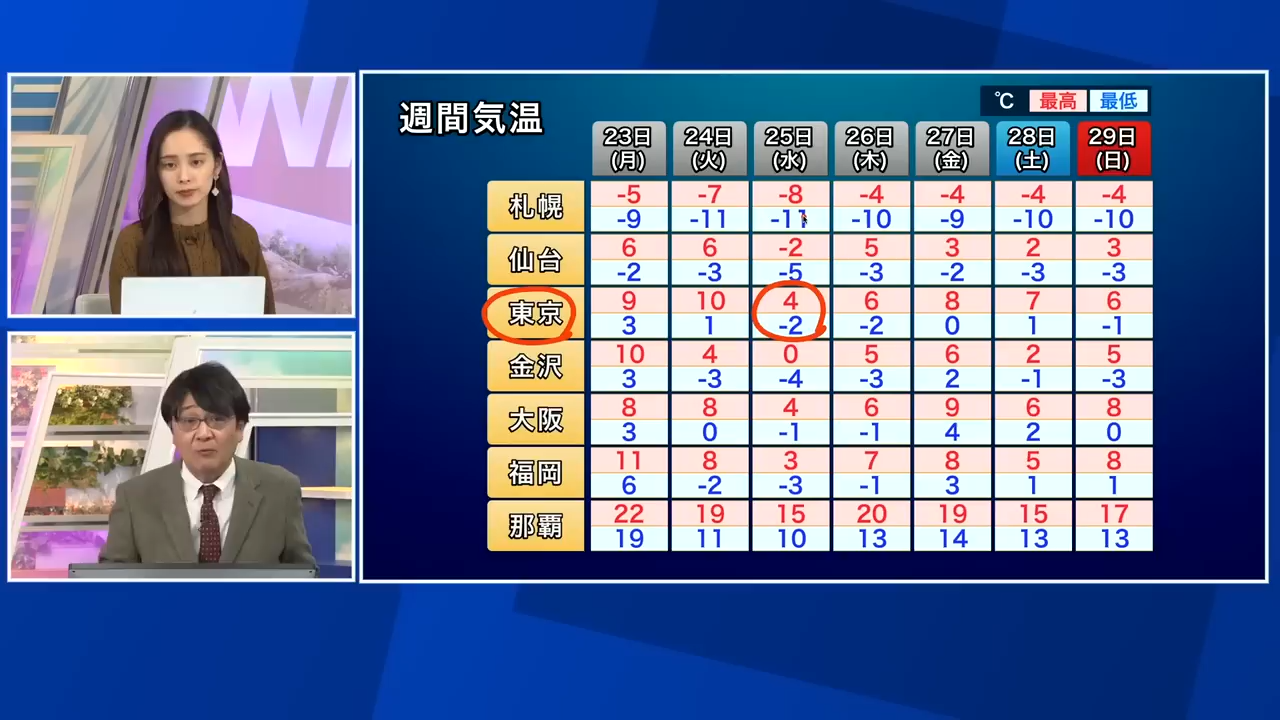 週間気温
℃ 最高 最低
23日 24日 25日 26日 27日 28日 29日
(月) (火) (水) (木) (金) (土) (日)
札幌 -5 -7 -8 -4 -4 -4 -4
-9 -11 -11 -10 -9 -10 -10
仙台 6 6 -2 5 3 2 3
-2 -3 -5 -3 -2 -3 -3
東京 9 10 4 6 8 7 6
3 1 -2 -2 0 1 -1
金沢 10 4 0 5 6 2 5
3 -3 -4 -3 2 -1 -3
大阪 8 8 4 6 9 6 8
3 0 -1 -1 4 2 0
福岡 11 8 3 7 8 5 8
6 -2 -3 -1 3 1 1
那覇 22 19 15 20 19 15 17
19 11 10 13 14 13 13